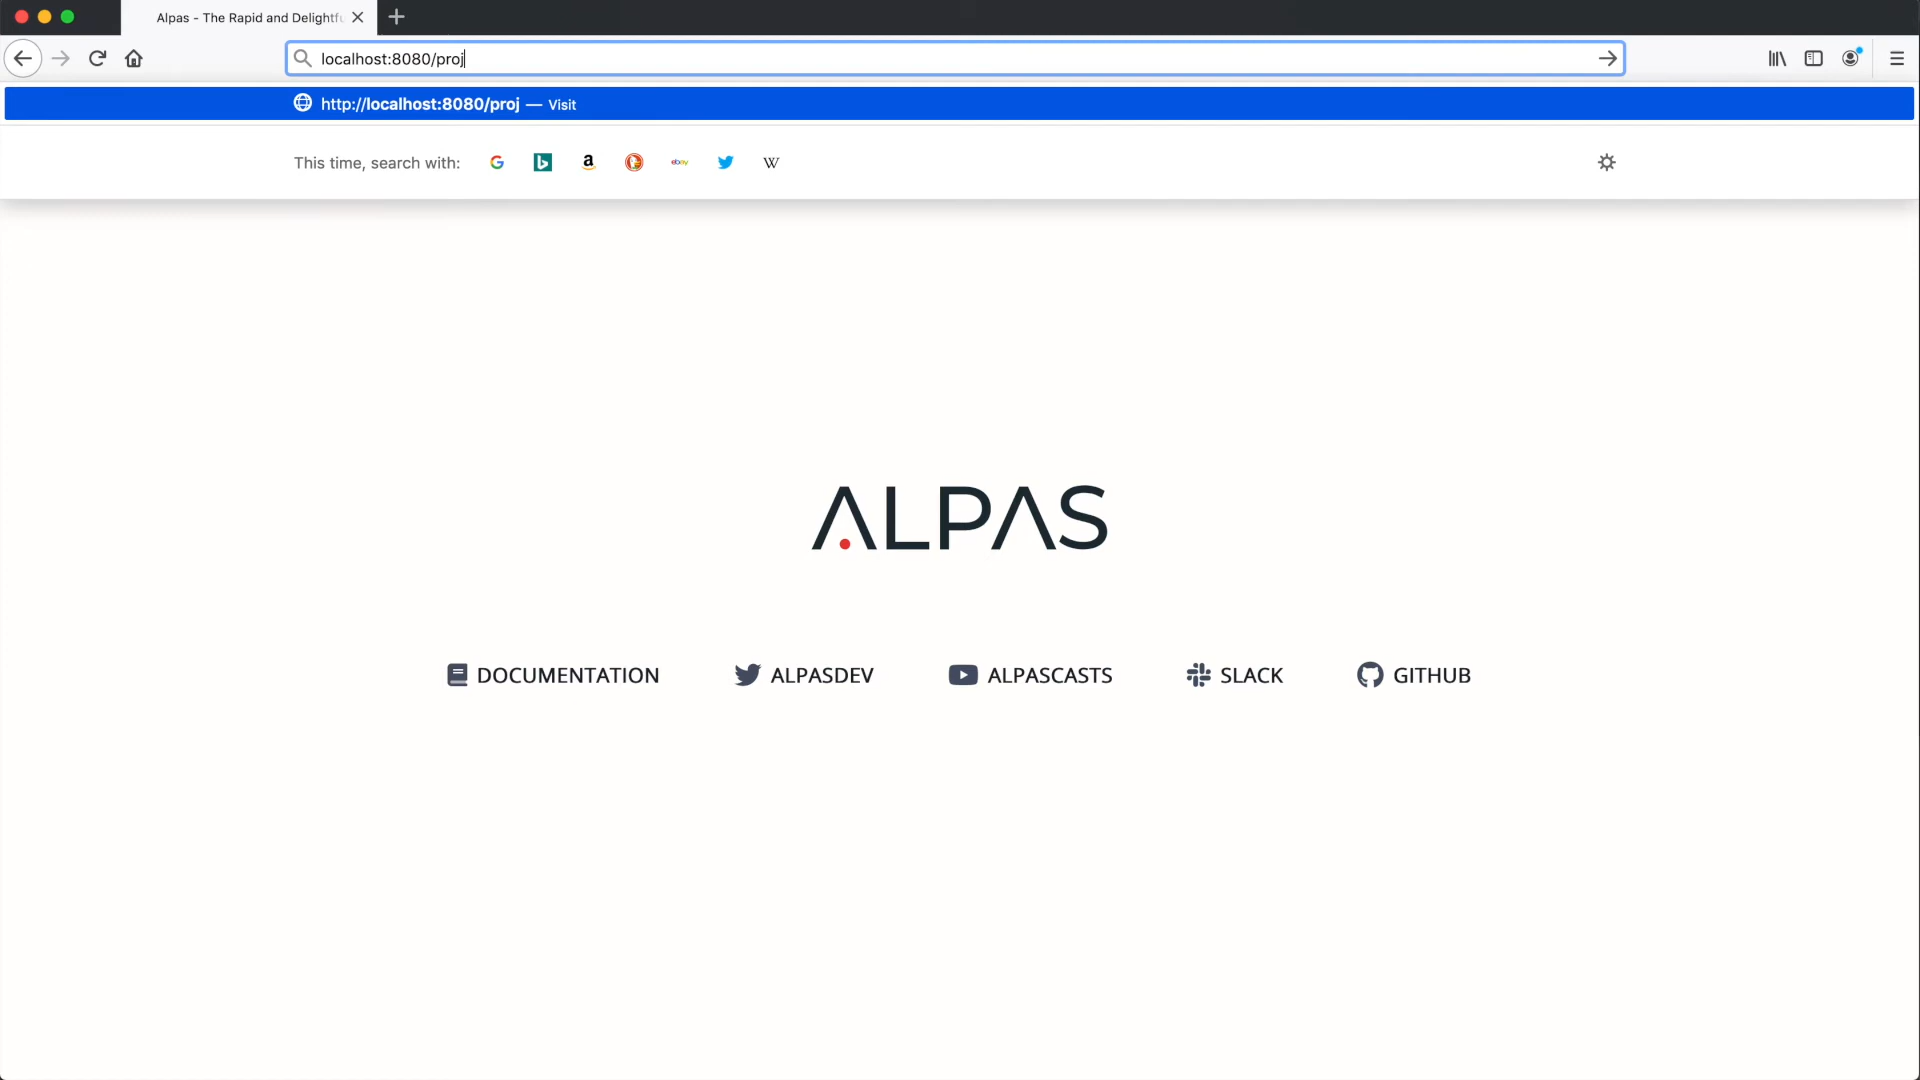 Alpas - The Rapid and Delightfu
localhost:8080/proj
http://localhost:8080/proj — Visit
This time, search with:
ebay
W
ALPAS
DOCUMENTATION
ALPASDEV
ALPASCASTS
SLACK
GITHUB